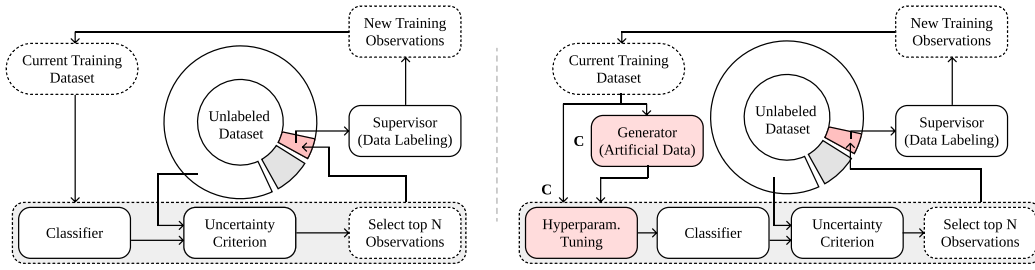 New Training
Observations
Current Training
Dataset
Unlabeled
Dataset
Supervisor
(Data Labeling)
Classifier
Uncertainty
Criterion
Select top N
Observations
New Training
Observations
Current Training
Dataset
C
Generator
(Artificial Data)
Unlabeled
Dataset
Supervisor
(Data Labeling)
C
Hyperparam.
Tuning
Classifier
Uncertainty
Criterion
Select top N
Observations